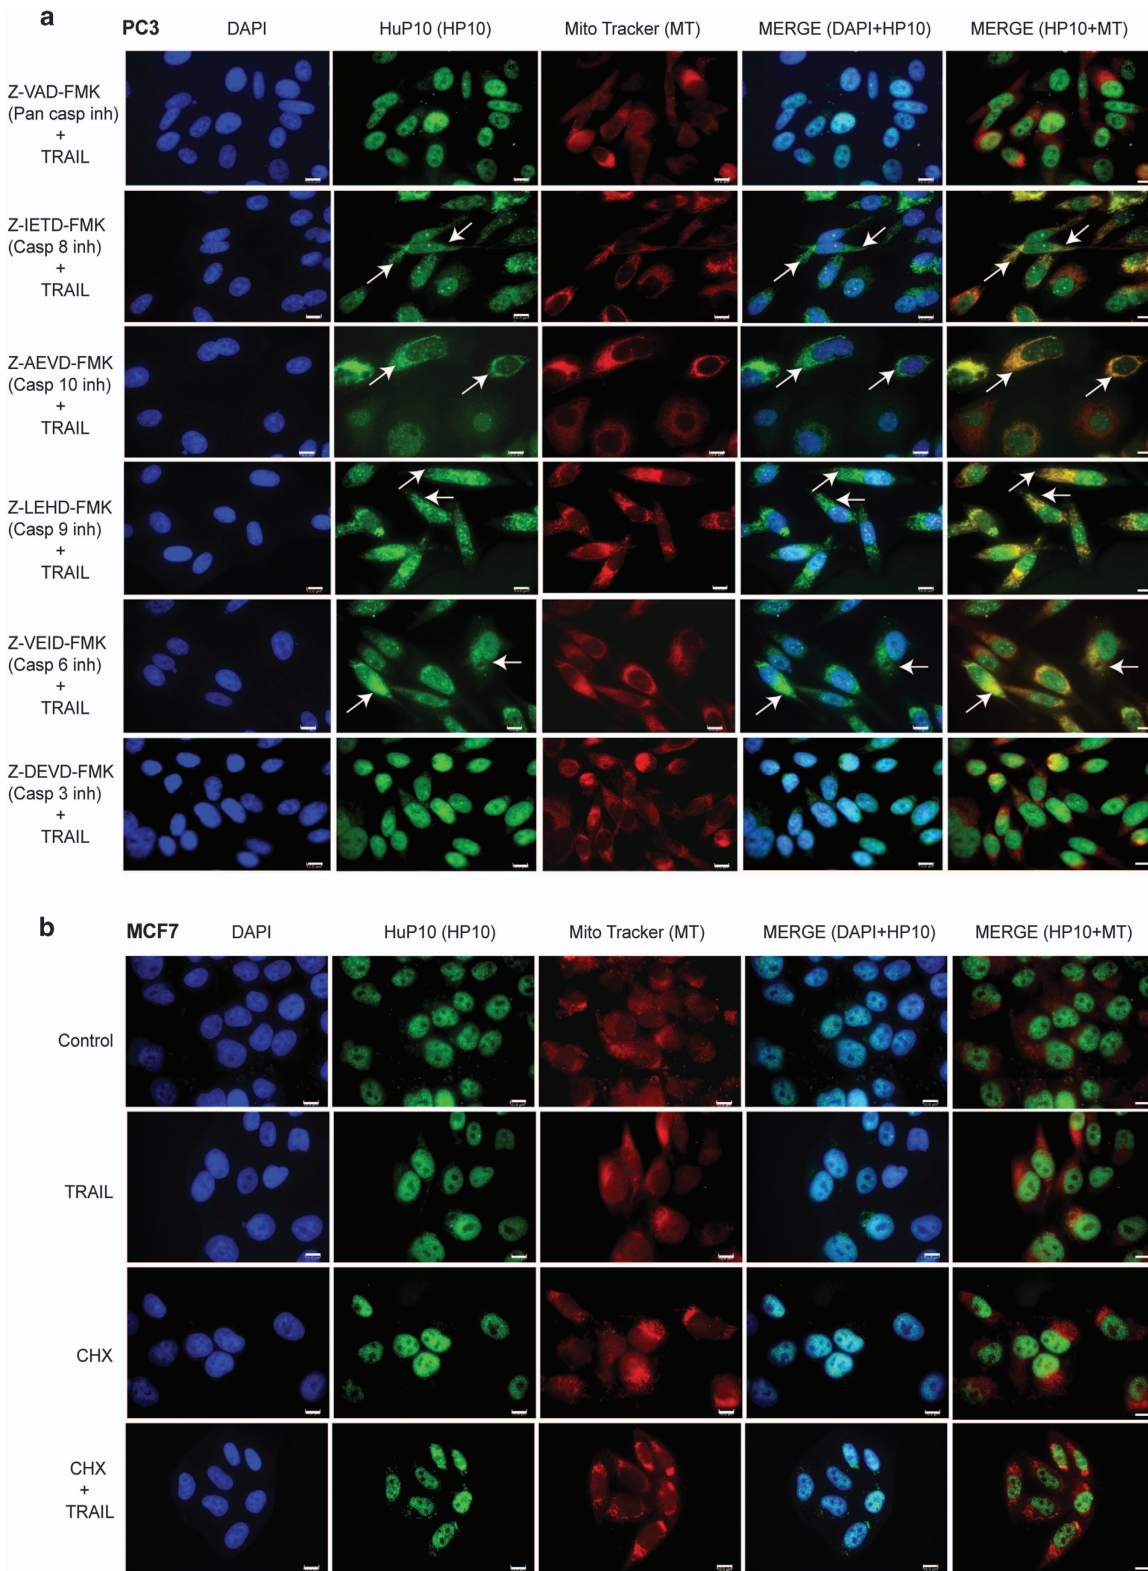 a
PC3 DAPI HuP10 (HP10) Mito Tracker (MT) MERGE (DAPI+HP10) MERGE (HP10+MT)
Z-VAD-FMK
(Pan casp inh)
+
TRAIL
Z-IETD-FMK
(Casp 8 inh)
+
TRAIL
Z-AEVD-FMK
(Casp 10 inh)
+
TRAIL
Z-LEHD-FMK
(Casp 9 inh)
+
TRAIL
Z-VEID-FMK
(Casp 6 inh)
+
TRAIL
Z-DEVD-FMK
(Casp 3 inh)
+
TRAIL
b
MCF7 DAPI HuP10 (HP10) Mito Tracker (MT) MERGE (DAPI+HP10) MERGE (HP10+MT)
Control
TRAIL
CHX
CHX
+
TRAIL